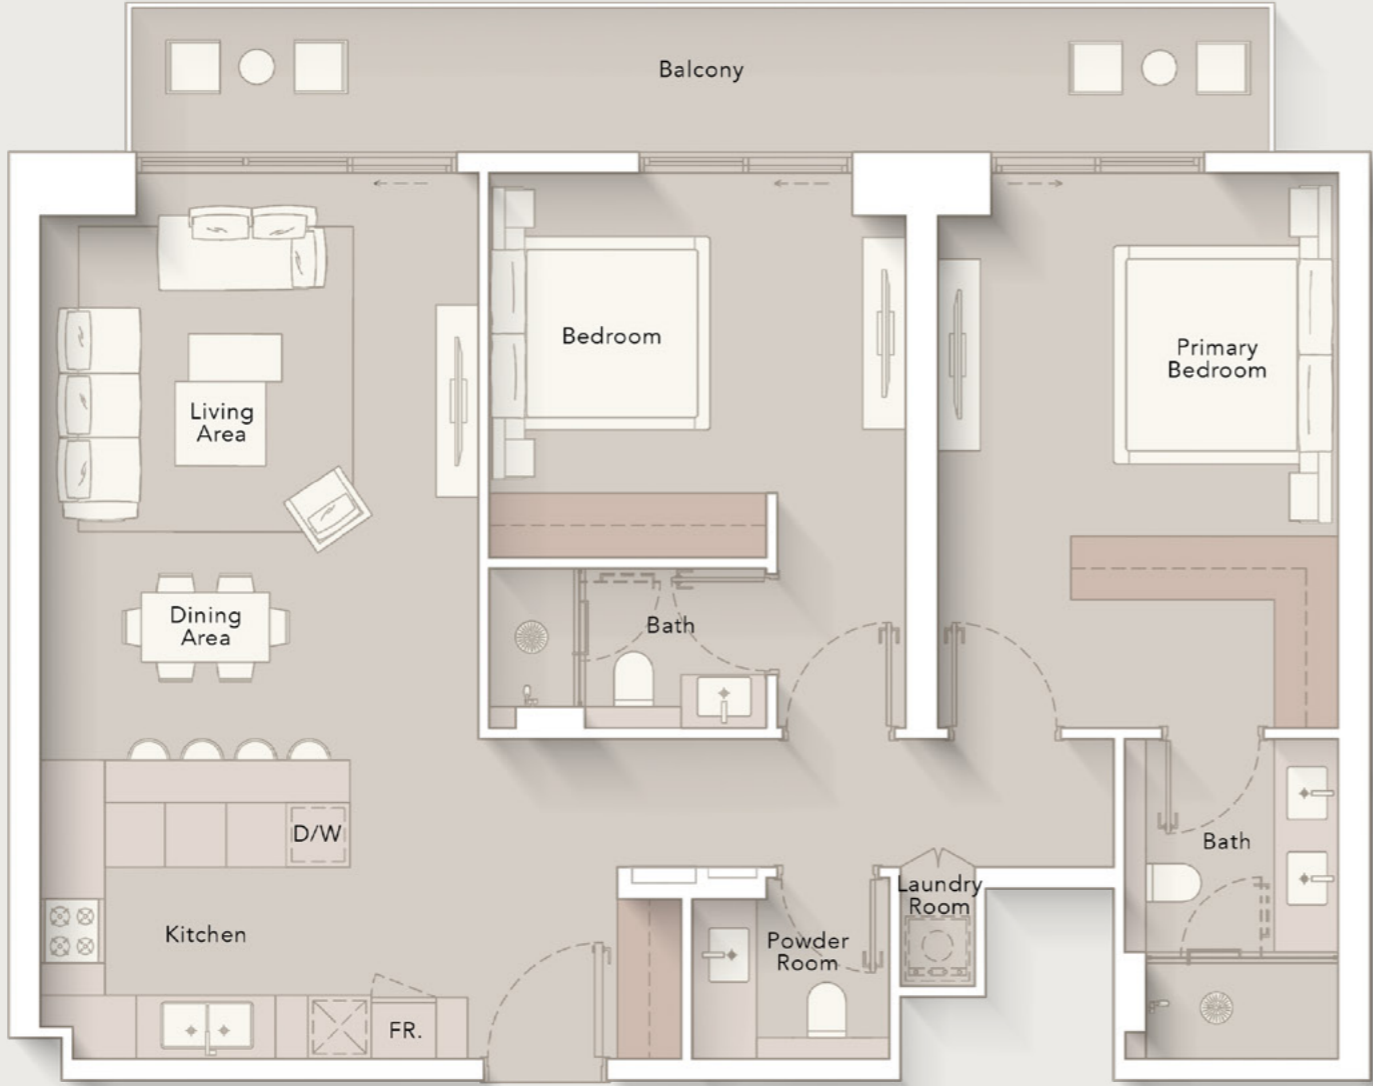 Balcony
Bedroom
Primary
Bedroom
Living
Area
Dining
Area
Bath
D/W
Bath
Laundry
Room
Kitchen
Powder
Room
FR.